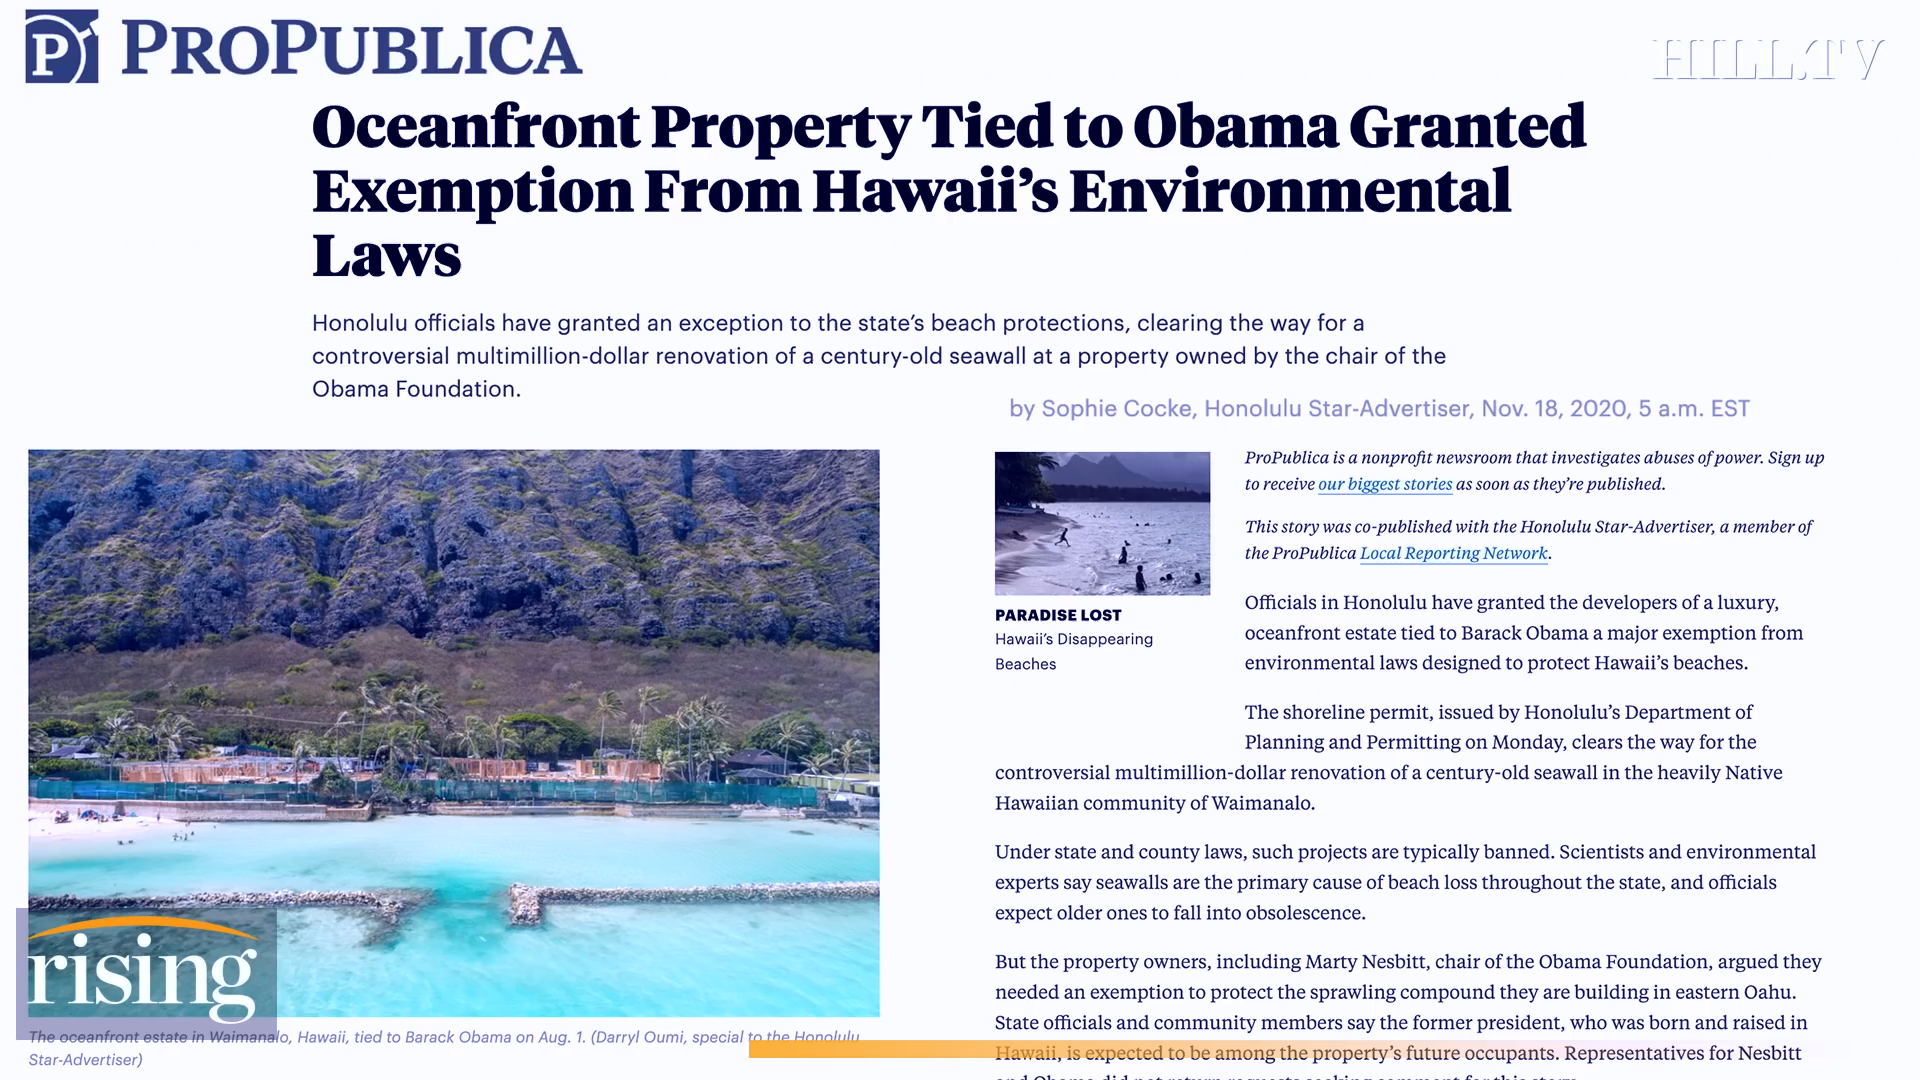 PROPUBLICA
HILL.TV
Oceanfront Property Tied to Obama Granted
Exemption From Hawaii’s Environmental
Laws
Honolulu officials have granted an exception to the state’s beach protections, clearing the way for a
controversial multimillion-dollar renovation of a century-old seawall at a property owned by the chair of the
Obama Foundation.
by Sophie Cocke, Honolulu Star-Advertiser, Nov. 18, 2020, 5 a.m. EST
rising
The oceanfront estate in Waimanalo, Hawaii, tied to Barack Obama on Aug. 1. (Darryl Oumi, special to the Honolulu
Star-Advertiser)
PARADISE LOST
Hawaii’s Disappearing
Beaches
ProPublica is a nonprofit newsroom that investigates abuses of power. Sign up
to receive our biggest stories as soon as they’re published.
This story was co-published with the Honolulu Star-Advertiser, a member of
the ProPublica Local Reporting Network.
Officials in Honolulu have granted the developers of a luxury,
oceanfront estate tied to Barack Obama a major exemption from
environmental laws designed to protect Hawaii’s beaches.
The shoreline permit, issued by Honolulu’s Department of
Planning and Permitting on Monday, clears the way for the
controversial multimillion-dollar renovation of a century-old seawall in the heavily Native
Hawaiian community of Waimanalo.
Under state and county laws, such projects are typically banned. Scientists and environmental
experts say seawalls are the primary cause of beach loss throughout the state, and officials
expect older ones to fall into obsolescence.
But the property owners, including Marty Nesbitt, chair of the Obama Foundation, argued they
needed an exemption to protect the sprawling compound they are building in eastern Oahu.
State officials and community members say the former president, who was born and raised in
Hawaii, is expected to be among the property’s future occupants. Representatives for Nesbitt